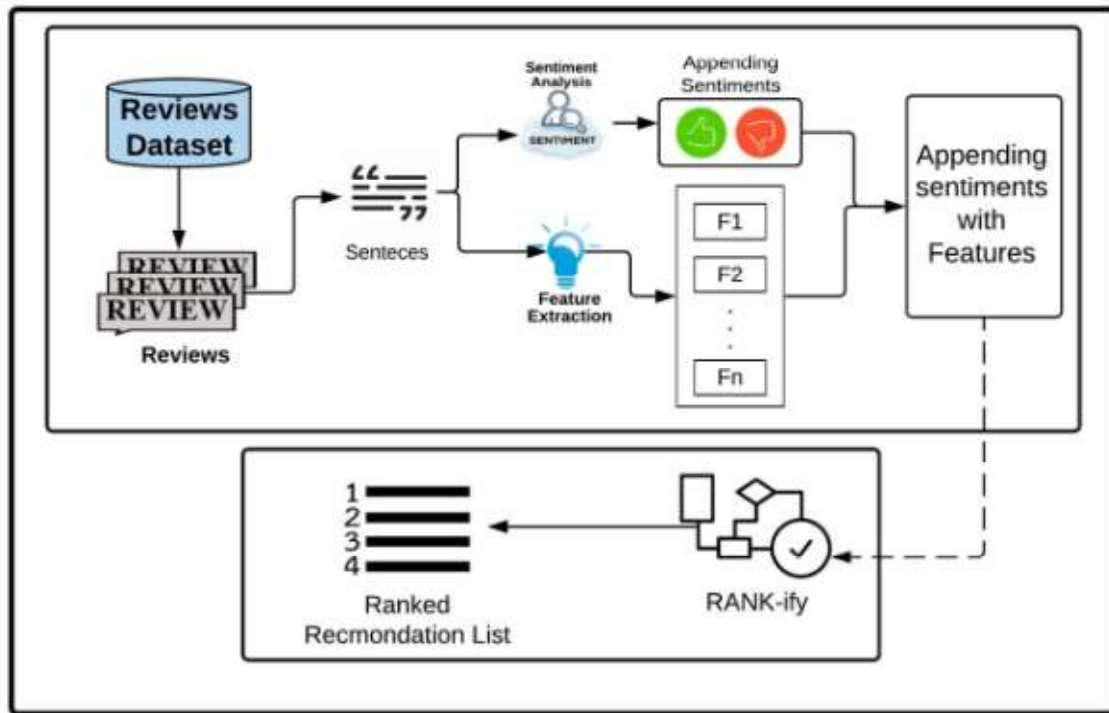 Reviews
Dataset
REVIEW
REVIEW
REVIEW
Reviews
Senteces
Sentiment
Analysis
SENTIMENT
Feature
Extraction
Appending
Sentiments
F1
F2
Fn
Appending
sentiments
with
Features
1
2
3
4
Ranked
Recmondation List
RANK-ify